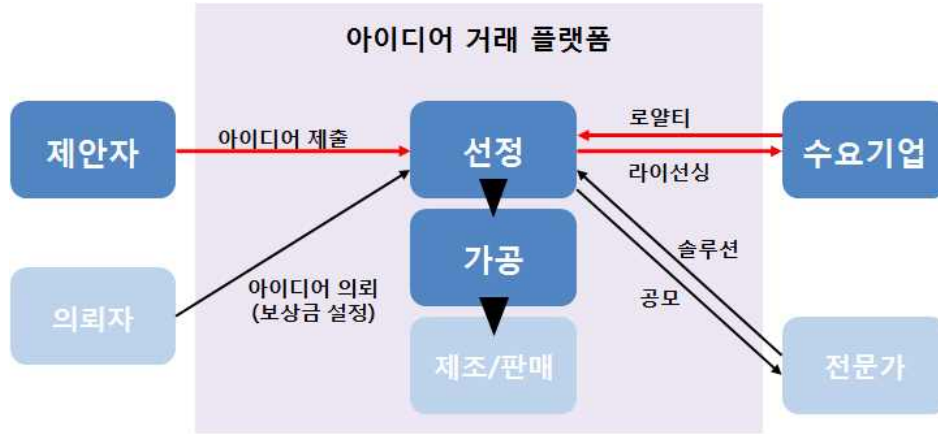 아이디어 거래 플랫폼
제안자
아이디어 제출
선정
로얄티
라이선싱
수요기업
가공
솔루션
공모
의뢰자
아이디어 의뢰
(보상금 설정)
제조/판매
전문가